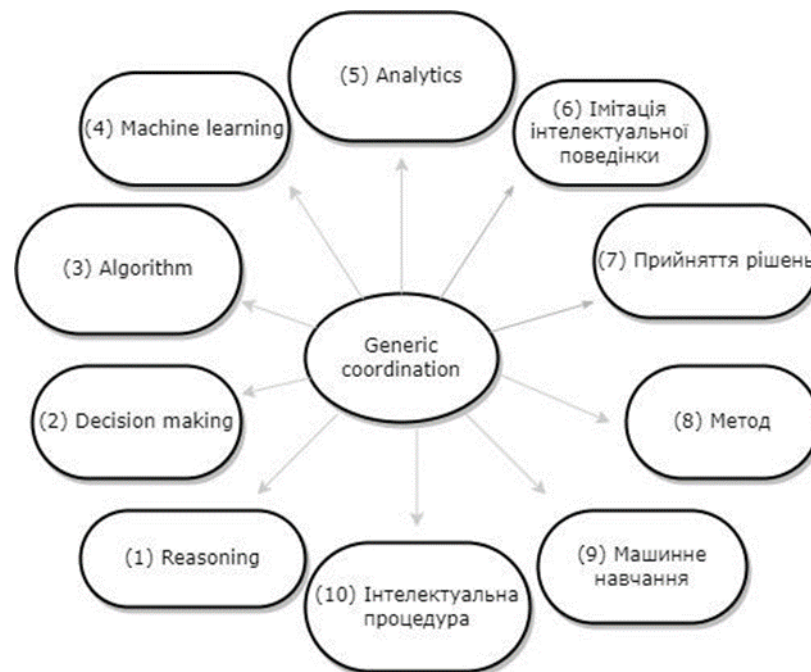 (5) Analytics
(4) Machine learning
(6) Імітація
інтелектуальної
поведінки
(3) Algorithm
(7) Прийняття рішень
Generic
coordination
(2) Decision making
(8) Метод
(1) Reasoning
(9) Машинне
навчання
(10) Інтелектуальна
процедура